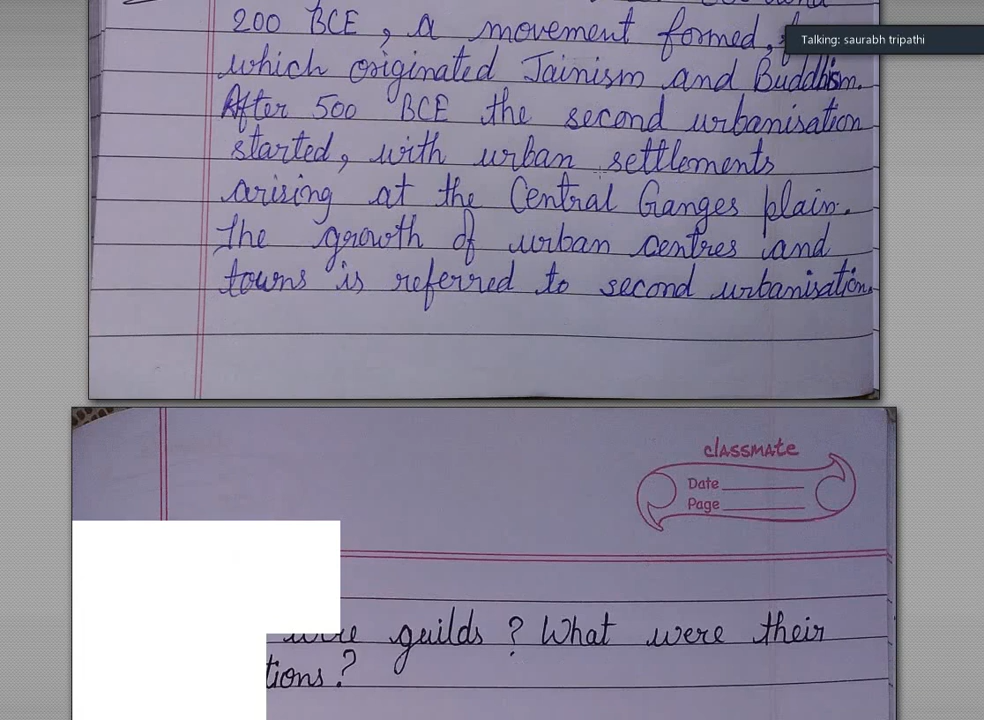 200 BCE, a movement formed,
Talking: saurabh tripathi
which originated Jainism and Buddhism.
After 500 BCE the second urbanisation
started, with urban settlements
arising at the Central Ganges plain.
The growth of urban centres and
towns is referred to second urbanisation.
classmate
Date
Page
were guilds? What were their
tions?